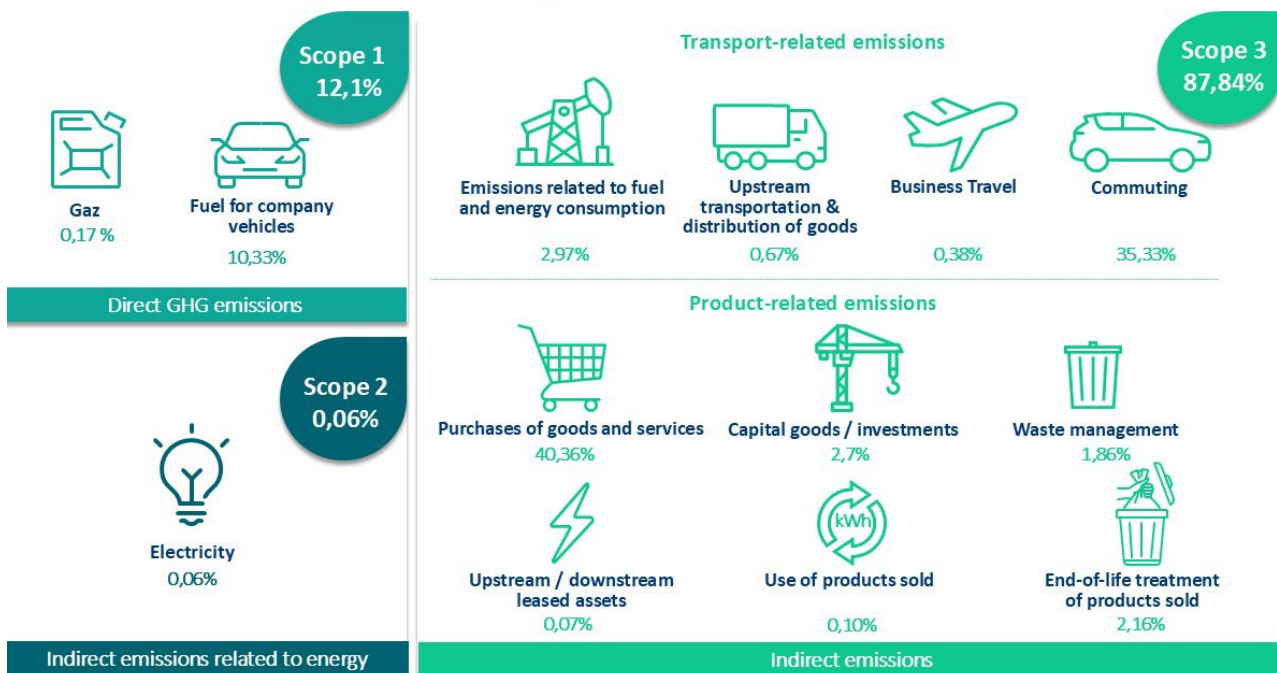 Scope 1
12,1%
Gaz
0,17 %
Fuel for company
vehicles
10,33%
Direct GHG emissions
Scope 2
0,06%
Electricity
0,06%
Indirect emissions related to energy
Transport-related emissions
Scope 3
87,84%
Emissions related to fuel
and energy consumption
2,97%
Upstream
transportation &
distribution of goods
0,67%
Business Travel
0,38%
Commuting
35,33%
Product-related emissions
Purchases of goods and services
40,36%
Capital goods / investments
2,7%
Waste management
1,86%
Upstream / downstream
leased assets
0,07%
kWh
Use of products sold
0,10%
End-of-life treatment
of products sold
2,16%
Indirect emissions